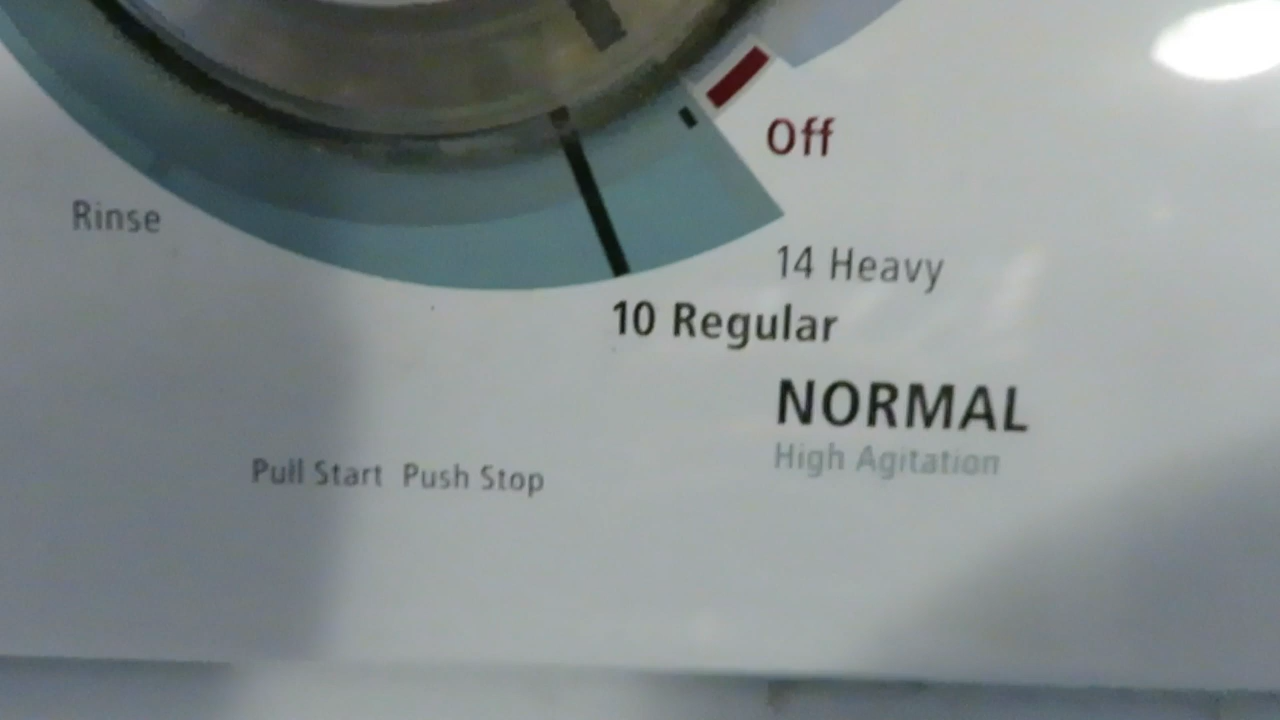 Off
Rinse
14 Heavy
10 Regular
NORMAL
High Agitation
Pull Start Push Stop